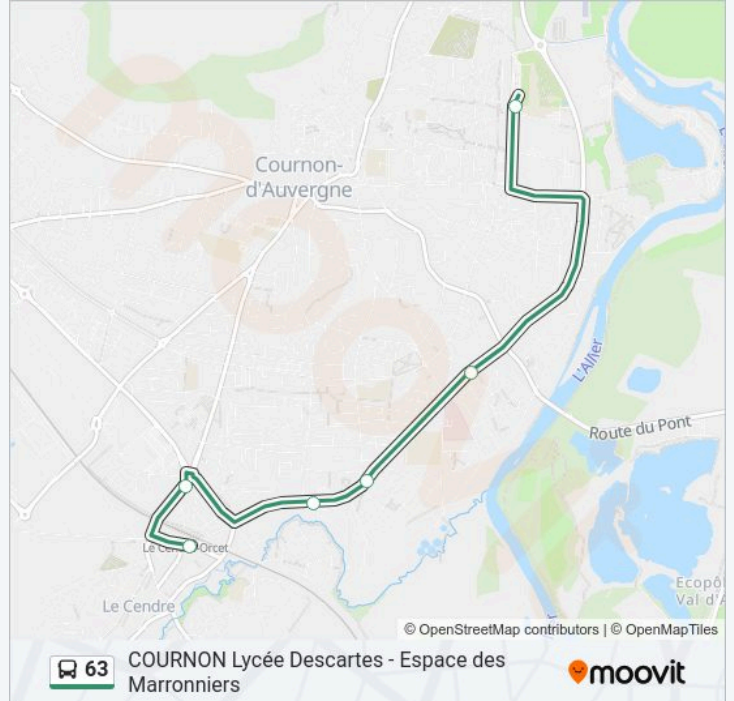 Cournon-
d'Auvergne
L'Allier
Route du Pont
Le Cendre-Orcet
Le Cendre
Ecopô
Val d'A
© OpenStreetMap contributors | © OpenMapTiles
63
COURNON Lycée Descartes - Espace des
Marronniers
moovit